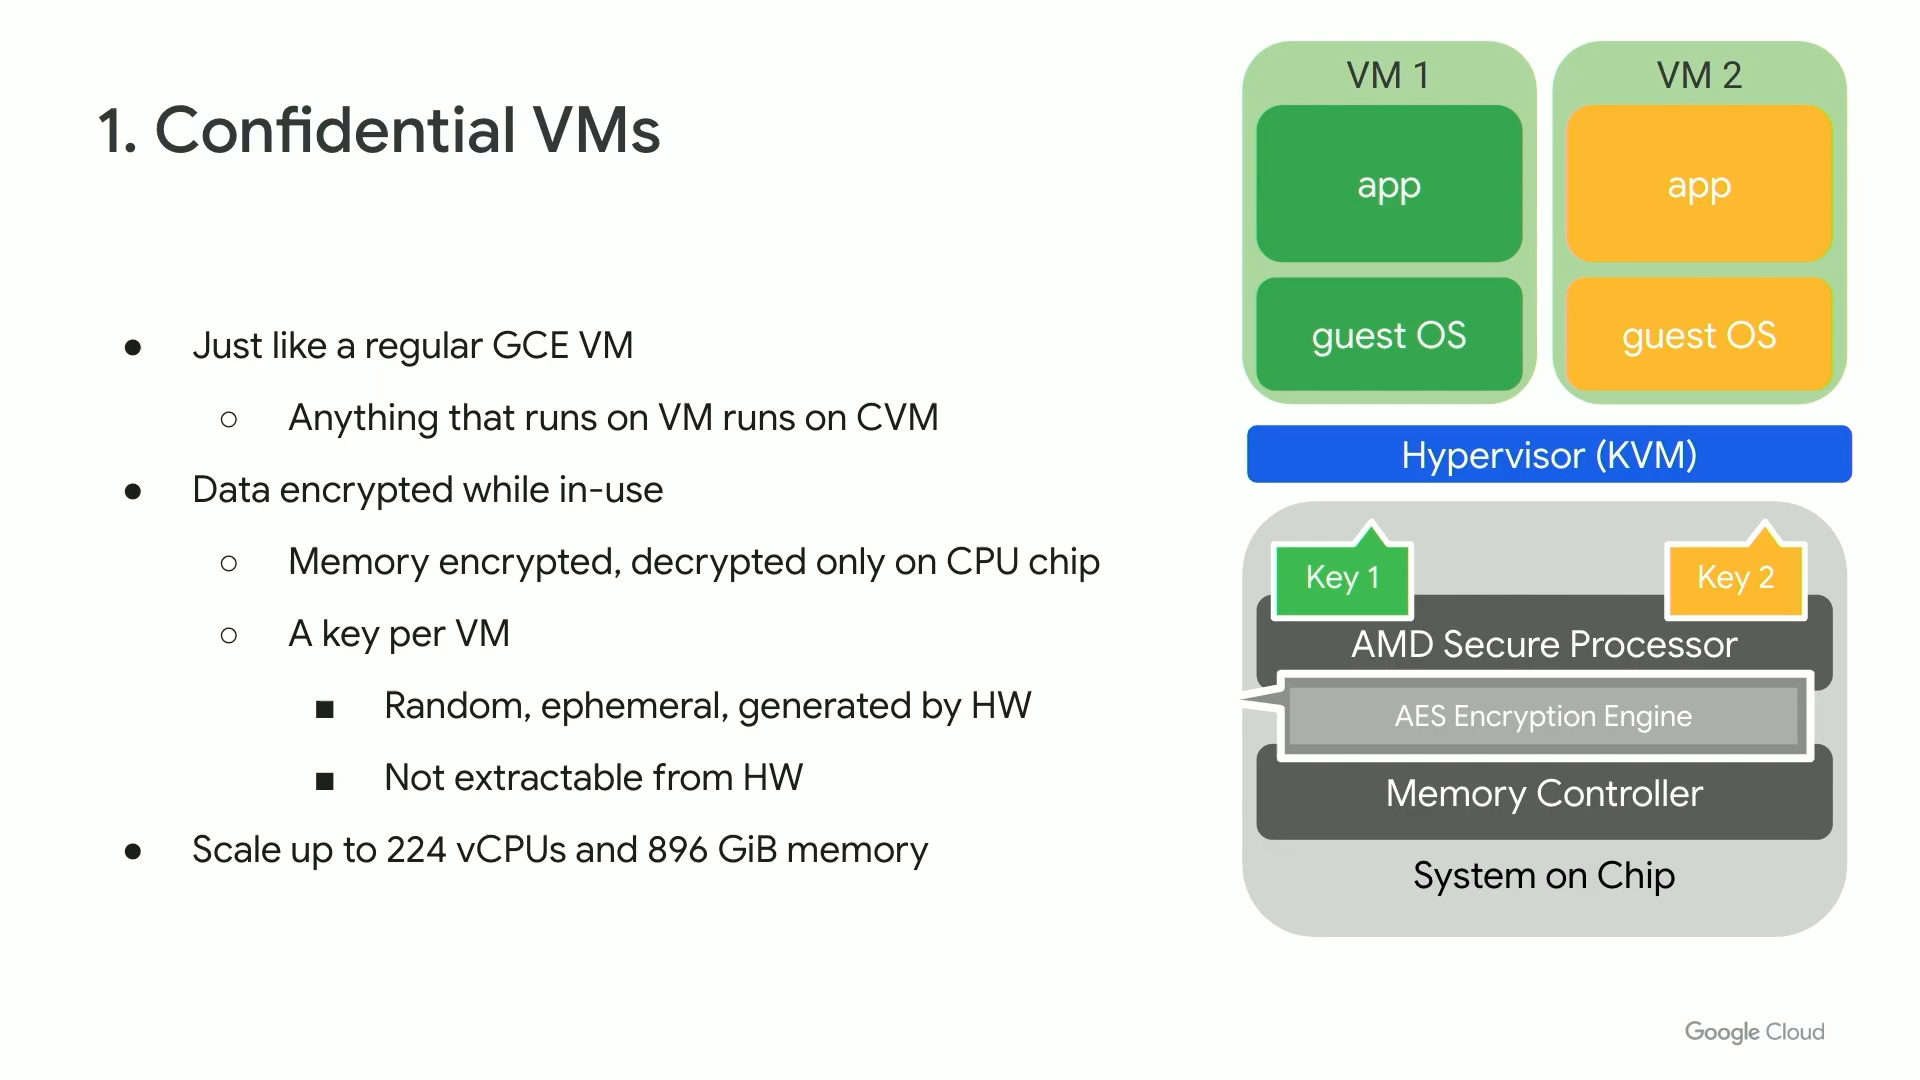 1. Confidential VMs
● Just like a regular GCE VM
○ Anything that runs on VM runs on CVM
● Data encrypted while in-use
○ Memory encrypted, decrypted only on CPU chip
○ A key per VM
■ Random, ephemeral, generated by HW
■ Not extractable from HW
● Scale up to 224 vCPUs and 896 GiB memory
VM 1
app
guest OS
VM 2
app
guest OS
Hypervisor (KVM)
Key 1
Key 2
AMD Secure Processor
AES Encryption Engine
Memory Controller
System on Chip
Google Cloud